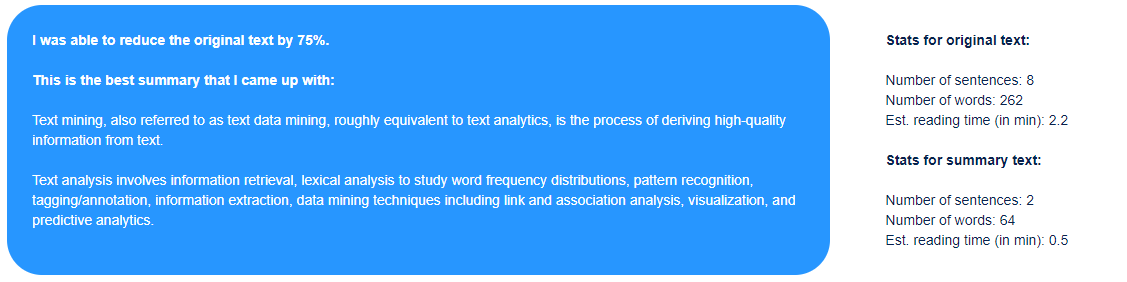 I was able to reduce the original text by 75%.
This is the best summary that I came up with:
Text mining, also referred to as text data mining, roughly equivalent to text analytics, is the process of deriving high-quality
information from text.
Text analysis involves information retrieval, lexical analysis to study word frequency distributions, pattern recognition,
tagging/annotation, information extraction, data mining techniques including link and association analysis, visualization, and
predictive analytics.
Stats for original text:
Number of sentences: 8
Number of words: 262
Est. reading time (in min): 2.2
Stats for summary text:
Number of sentences: 2
Number of words: 64
Est. reading time (in min): 0.5